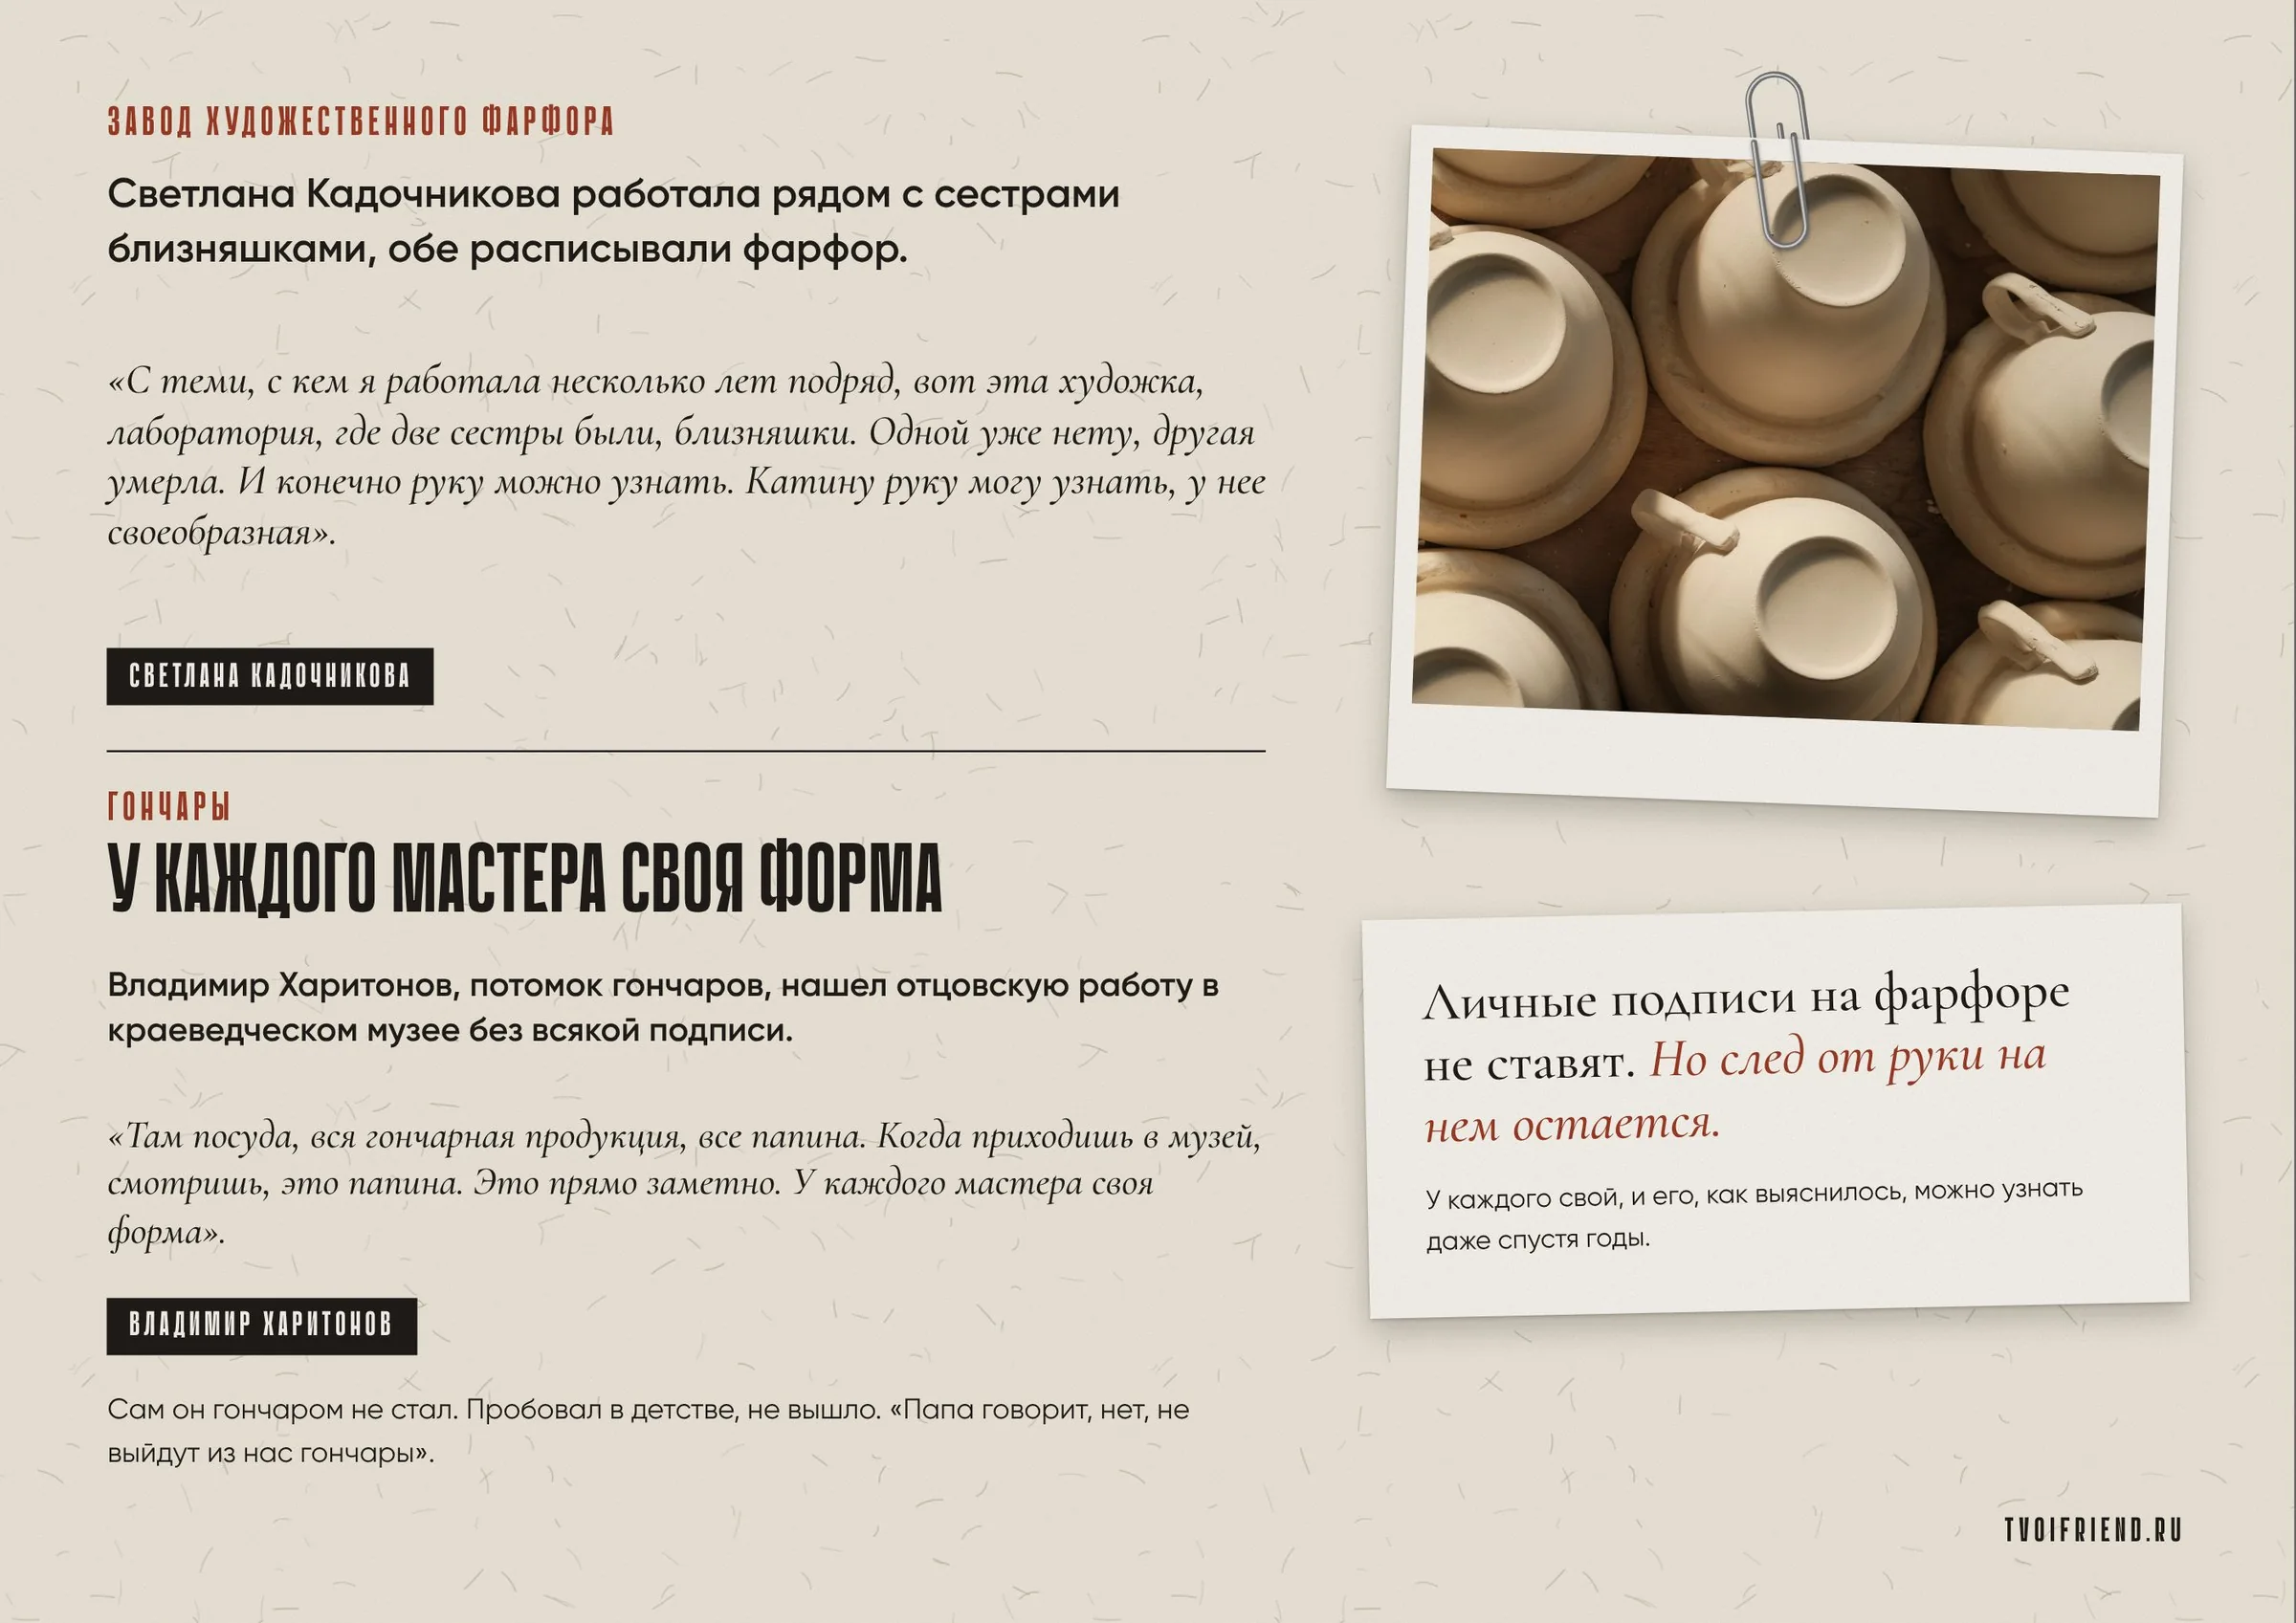 ЗАВОД ХУДОЖЕСТВЕННОГО ФАРФОРА
Светлана Кадочникова работала рядом с сестрами
близняшками, обе расписывали фарфор.
«С теми, с кем я работала несколько лет подряд, вот эта художка,
лаборатория, где две сестры были, близняшки. Одной уже нету, другая
умерла. И конечно руку можно узнать. Катину руку могу узнать, у нее
своеобразная».
СВЕТЛАНА КАДОЧНИКОВА
ГОНЧАРЫ
У КАЖДОГО МАСТЕРА СВОЯ ФОРМА
Владимир Харитонов, потомок гончаров, нашел отцовскую работу в
краеведческом музее без всякой подписи.
«Там посуда, вся гончарная продукция, все папина. Когда приходишь в музей,
смотришь, это папина. Это прямо заметно. У каждого мастера своя
форма».
ВЛАДИМИР ХАРИТОНОВ
Сам он гончаром не стал. Пробовал в детстве, не вышло. «Папа говорит, нет, не
выйдут из нас гончары».
Личные подписи на фарфоре
не ставят. Но след от руки на
нем остается.
У каждого свой, и его, как выяснилось, можно узнать
даже спустя годы.
TVOIFRIEND.RU